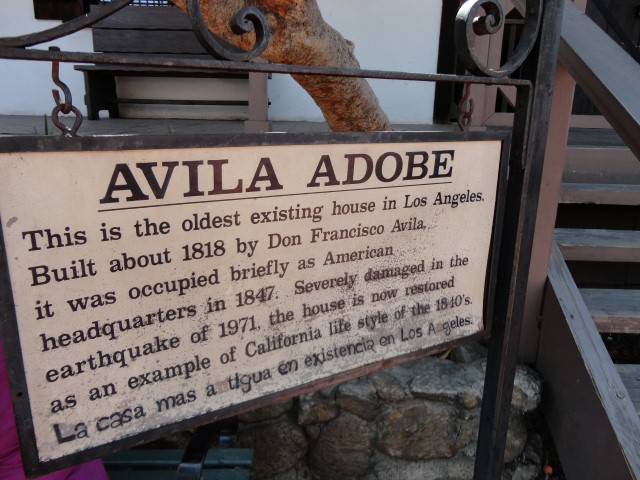 AVILA ADOBE
This is the oldest existing house in Los Angeles.
Built about 1818 by Don Francisco Avila,
it was occupied briefly as American
headquarters in 1847. Severely damaged in the
earthquake of 1971, the house is now restored
as an example of California life style of the 1840's.
La casa mas antigua en existencia en Los Angeles.